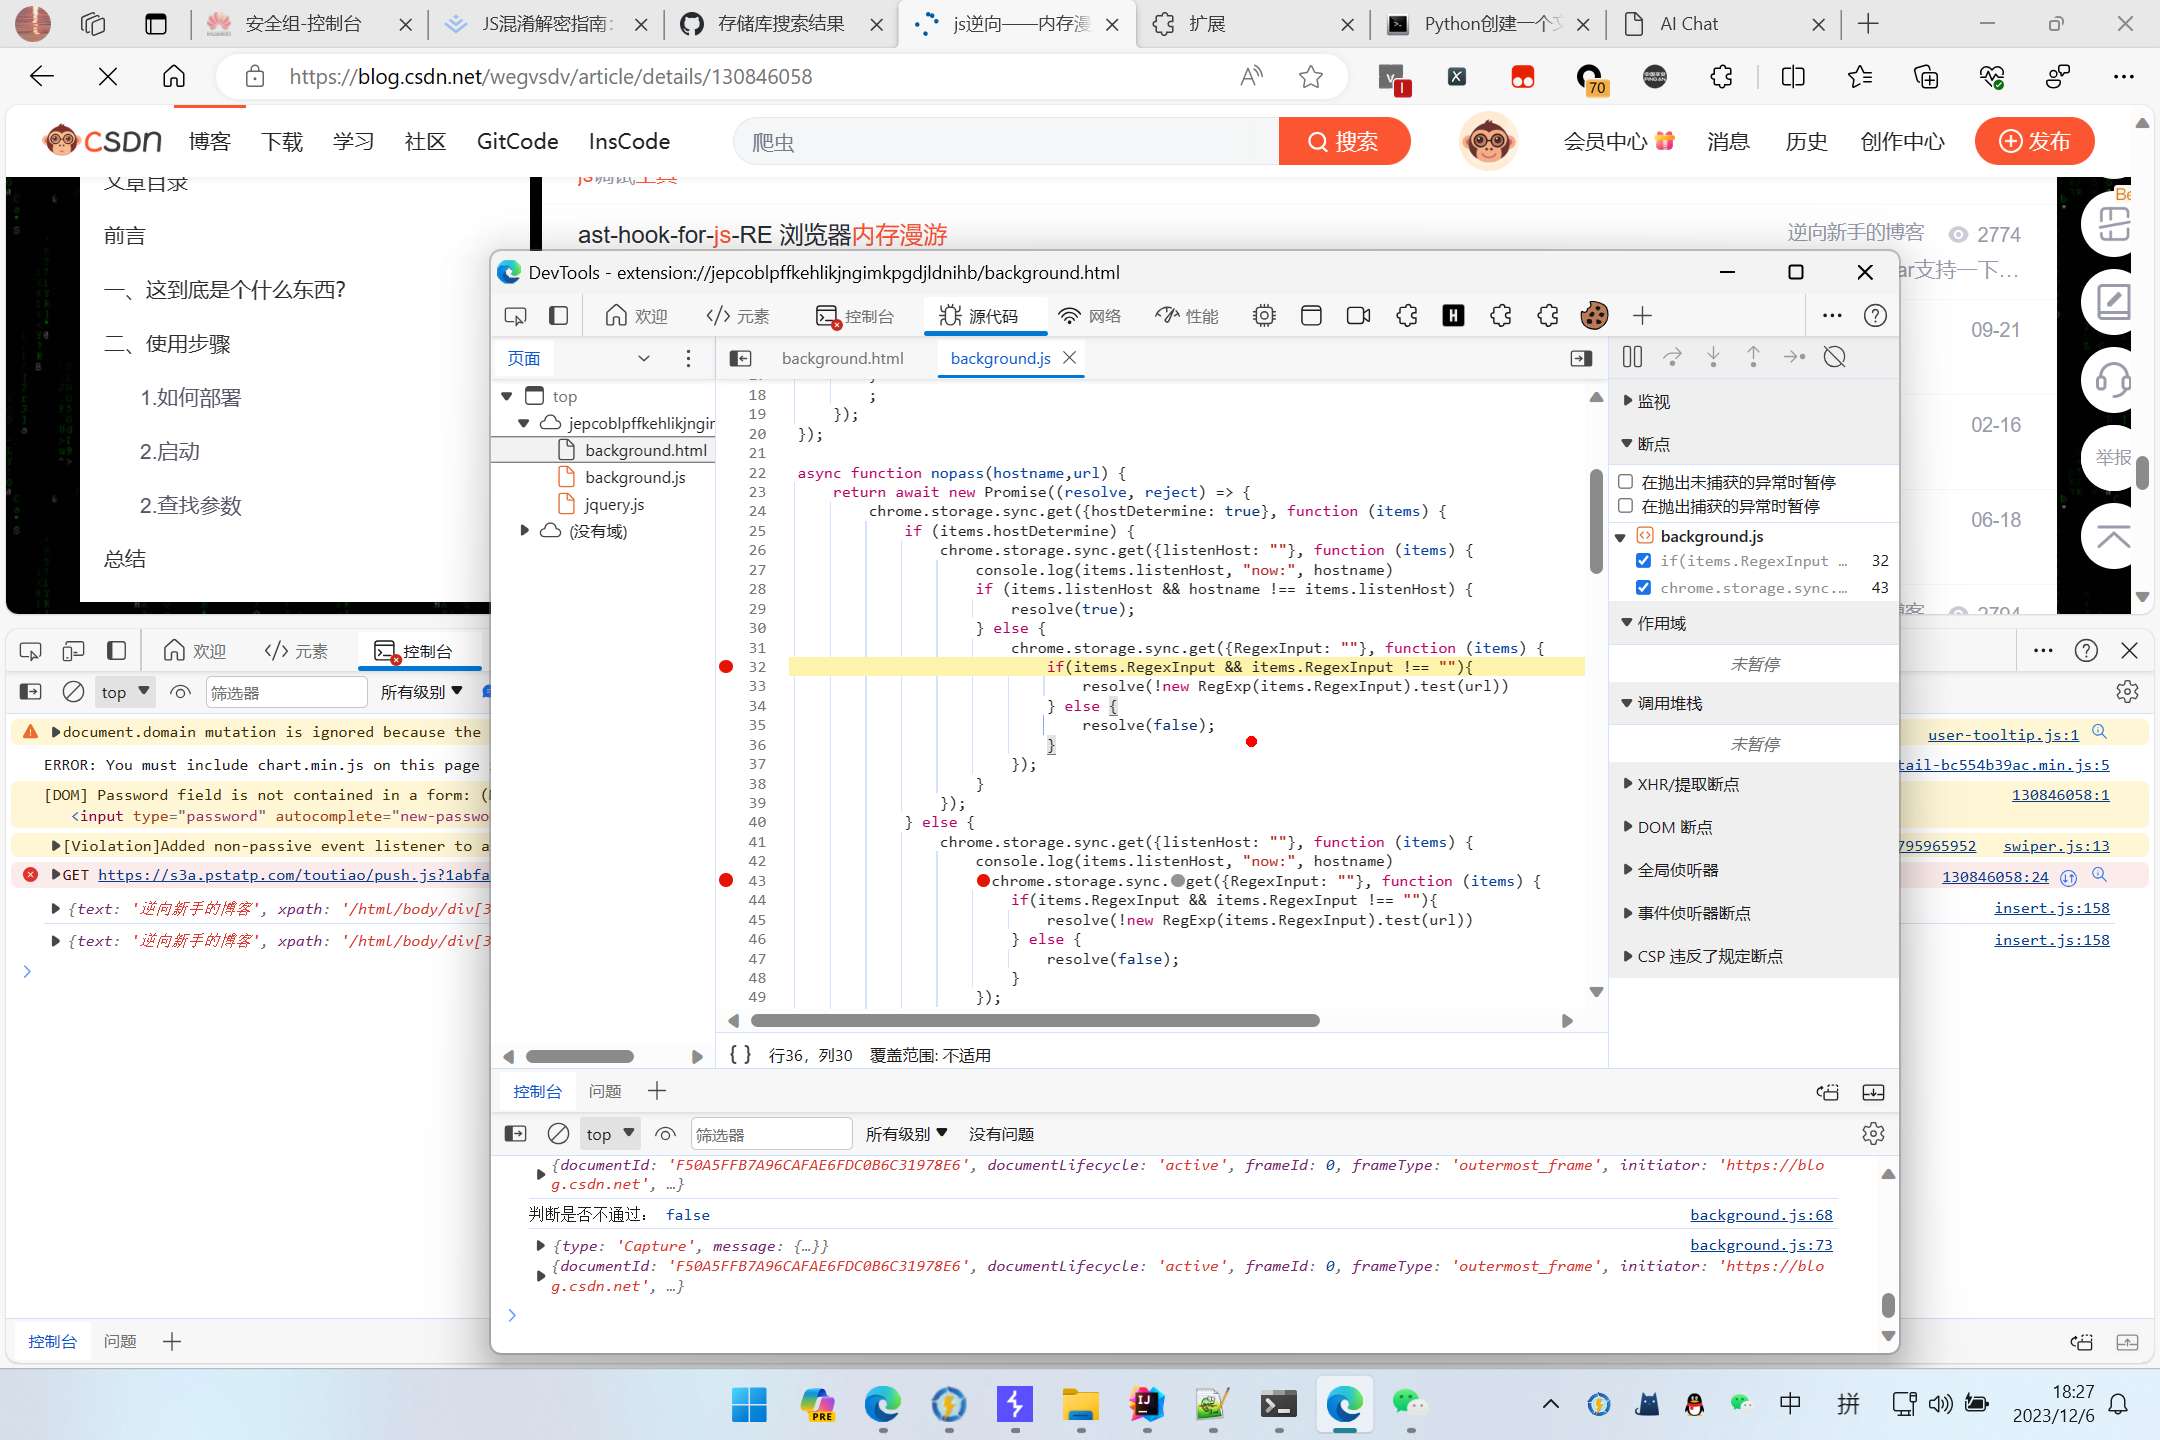 安全组-控制台
JS混淆解密指南:
存储库搜索结果
js逆向——内存漫
扩展
Python创建一个文
AI Chat
https://blog.csdn.net/wegvsdv/article/details/130846058
70
CSDN
博客
下载
学习
社区
GitCode
InsCode
爬虫
搜索
会员中心
消息
历史
创作中心
发布
文章目录
前言
一、这到底是个什么东西?
二、使用步骤
1.如何部署
2.启动
2.查找参数
总结
js调试工具
ast-hook-for-js-RE 浏览器内存漫游
逆向新手的博客
2774
ar支持一下…
09-21
02-16
06-18
2794
举报
DevTools - extension://jepcoblpffkehlikjngimkpgdjldnihb/background.html
欢迎
元素
控制台
源代码
网络
性能
页面
background.html
background.js
top
jepcoblpffkehlikjngim
background.html
background.js
jquery.js
(没有域)
18 ;
19 });
20 });
21
22 async function nopass(hostname,url) {
23 return await new Promise((resolve, reject) => {
24 chrome.storage.sync.get({hostDetermine: true}, function (items) {
25 if (items.hostDetermine) {
26 chrome.storage.sync.get({listenHost: ""}, function (items) {
27 console.log(items.listenHost, "now:", hostname)
28 if (items.listenHost && hostname !== items.listenHost) {
29 resolve(true);
30 } else {
31 chrome.storage.sync.get({RegexInput: ""}, function (items) {
32 if(items.RegexInput && items.RegexInput !== ""){
33 resolve(!new RegExp(items.RegexInput).test(url))
34 } else {
35 resolve(false);
36 }
37 });
38 }
39 });
40 } else {
41 chrome.storage.sync.get({listenHost: ""}, function (items) {
42 console.log(items.listenHost, "now:", hostname)
43 chrome.storage.sync.get({RegexInput: ""}, function (items) {
44 if(items.RegexInput && items.RegexInput !== ""){
45 resolve(!new RegExp(items.RegexInput).test(url))
46 } else {
47 resolve(false);
48 }
49 });
{ } 行36，列30 覆盖范围: 不适用
监视
断点
在抛出未捕获的异常时暂停
在抛出捕获的异常时暂停
background.js
if(items.RegexInput … 32
chrome.storage.sync.… 43
作用域
未暂停
调用堆栈
未暂停
XHR/提取断点
DOM 断点
全局侦听器
事件侦听器断点
CSP 违反了规定断点
控制台
问题
top
筛选器
所有级别
没有问题
{documentId: 'F50A5FFB7A96CAFAE6FDC0B6C31978E6', documentLifecycle: 'active', frameId: 0, frameType: 'outermost_frame', initiator: 'https://blo
g.csdn.net', …}
判断是否不通过： false
background.js:68
{type: 'Capture', message: {…}}
background.js:73
{documentId: 'F50A5FFB7A96CAFAE6FDC0B6C31978E6', documentLifecycle: 'active', frameId: 0, frameType: 'outermost_frame', initiator: 'https://blo
g.csdn.net', …}
欢迎
元素
控制台
top
筛选器
所有级别
document.domain mutation is ignored because the
user-tooltip.js:1
ERROR: You must include chart.min.js on this page
tail-bc554b39ac.min.js:5
[DOM] Password field is not contained in a form:
130846058:1
<input type="password" autocomplete="new-passwo
[Violation]Added non-passive event listener to a
795965952
swiper.js:13
GET https://s3a.pstatp.com/toutiao/push.js?1abfa
130846058:24
{text: '逆向新手的博客', xpath: '/html/body/div[3
insert.js:158
{text: '逆向新手的博客', xpath: '/html/body/div[3
insert.js:158
控制台
问题
PRE
中
拼
18:27
2023/12/6